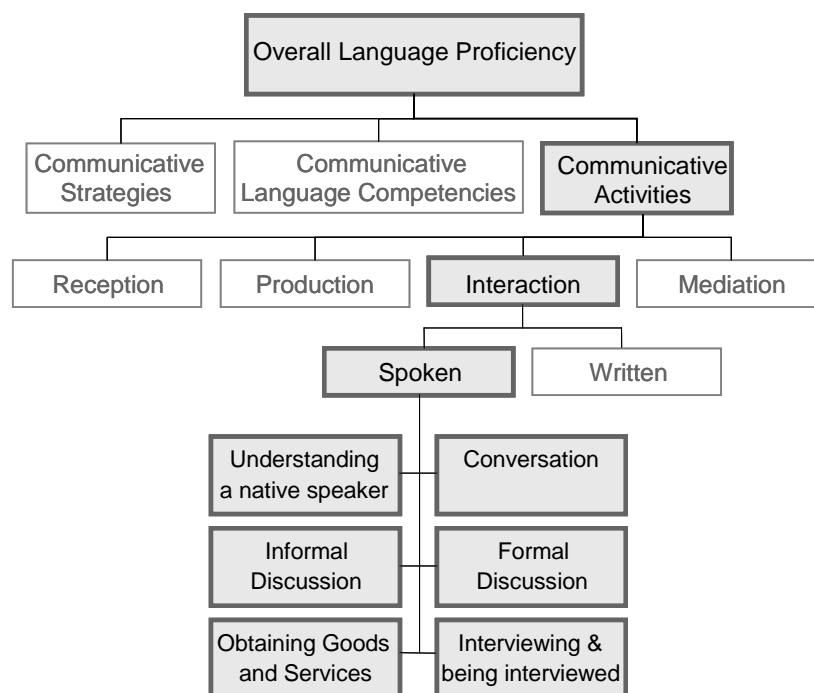 Overall Language Proficiency
Communicative
Strategies
Communicative
Language Competencies
Communicative
Activities
Reception
Production
Interaction
Mediation
Spoken
Written
Understanding
a native speaker
Conversation
Informal
Discussion
Formal
Discussion
Obtaining Goods
and Services
Interviewing &
being interviewed